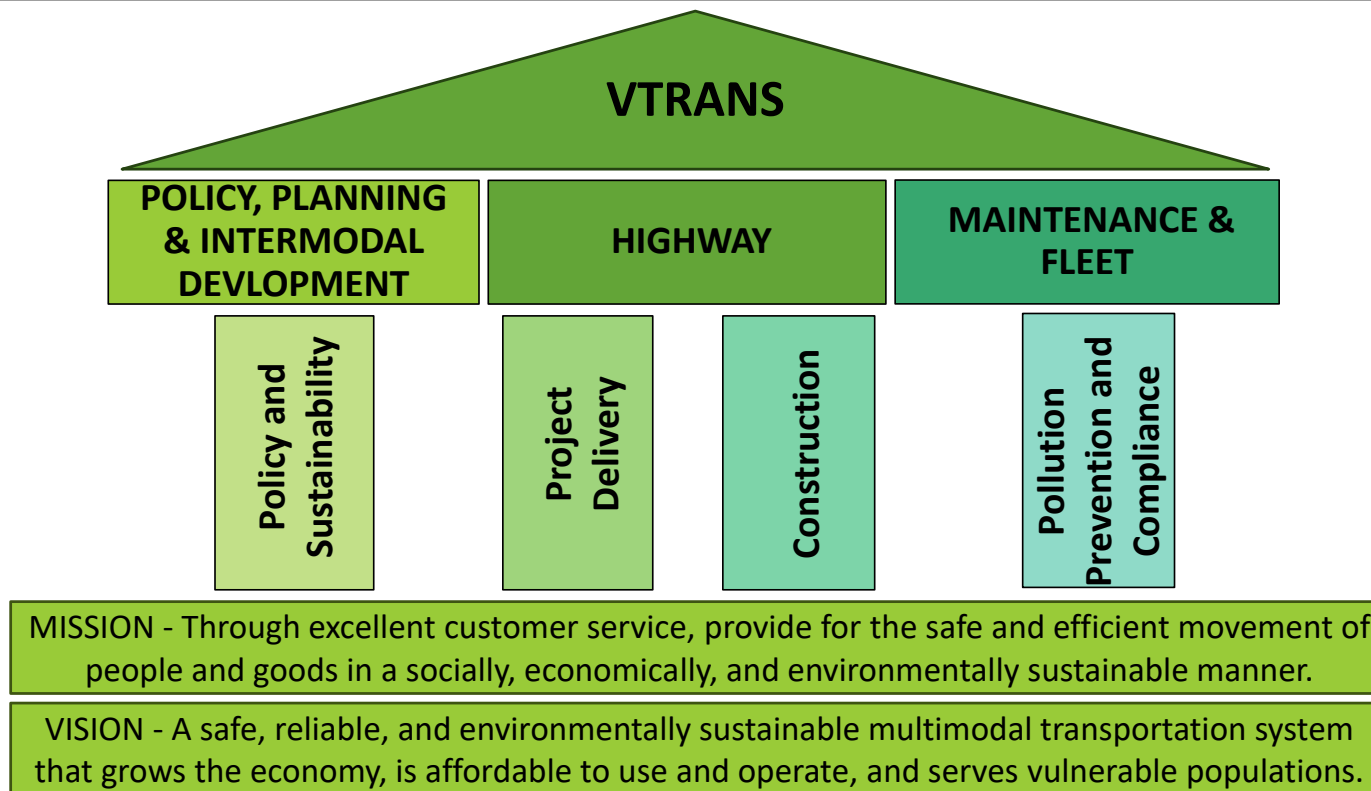 VTRANS
POLICY, PLANNING
& INTERMODAL
DEVLOPMENT
HIGHWAY
MAINTENANCE &
FLEET
Policy and
Sustainability
Project
Delivery
Construction
Pollution
Prevention and
Compliance
MISSION - Through excellent customer service, provide for the safe and efficient movement of
people and goods in a socially, economically, and environmentally sustainable manner.
VISION - A safe, reliable, and environmentally sustainable multimodal transportation system
that grows the economy, is affordable to use and operate, and serves vulnerable populations.